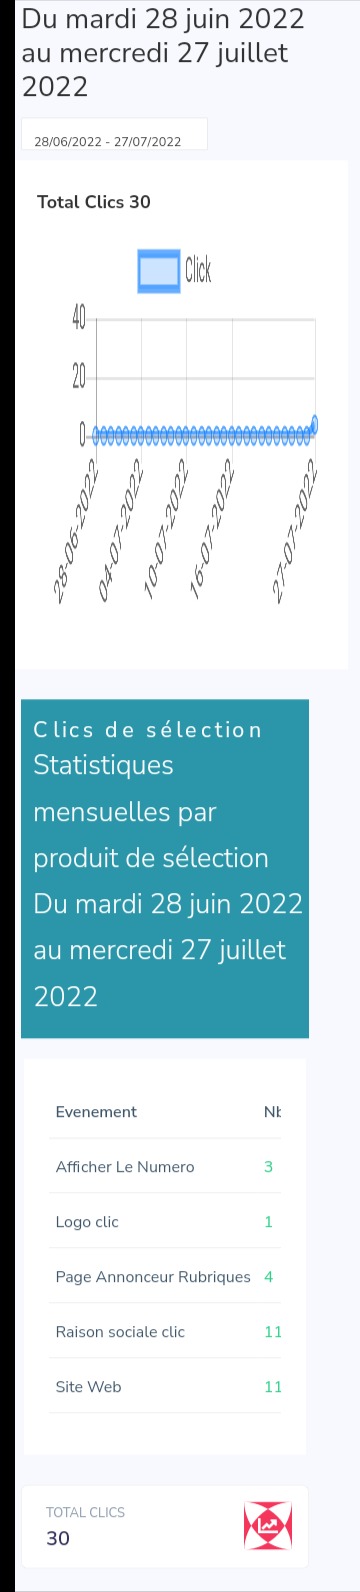 Du mardi 28 juin 2022
au mercredi 27 juillet
2022
28/06/2022 - 27/07/2022
Total Clics 30
Click
40
20
0
28-06-2022
04-07-2022
10-07-2022
16-07-2022
27-07-2022
Clics de sélection
Statistiques
mensuelles par
produit de sélection
Du mardi 28 juin 2022
au mercredi 27 juillet
2022
Evenement
Afficher Le Numero 3
Logo clic 1
Page Annonceur Rubriques 4
Raison sociale clic 11
Site Web 11
TOTAL CLICS
30